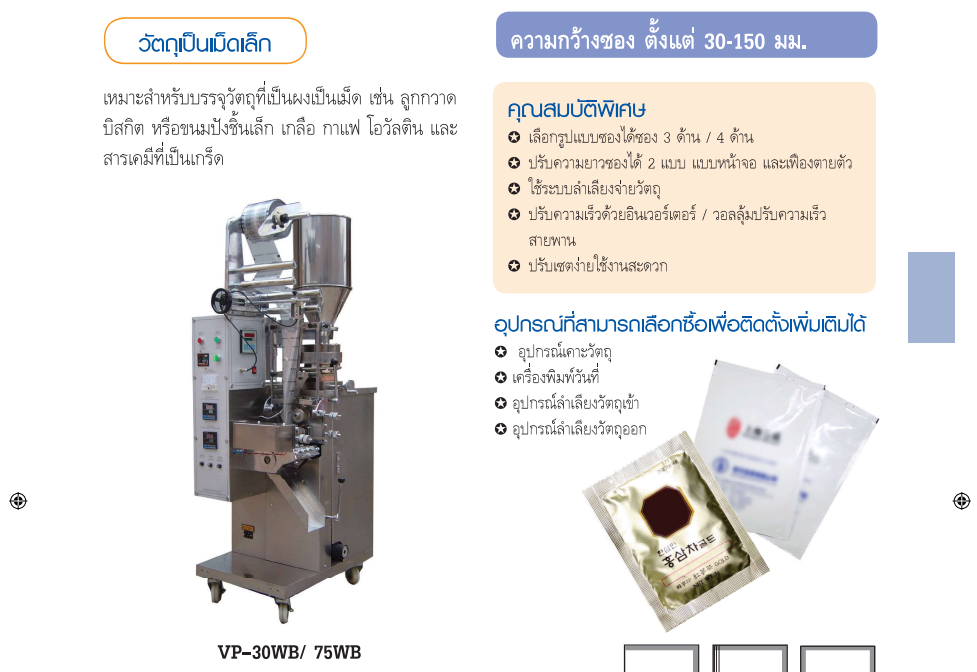 วัตถุเป็นเม็ดเล็ก
เหมาะสำหรับบรรจุวัตถุที่เป็นผงเป็นเม็ด เช่น ลูกกวาด
บิสกิต หรือขนมปังชิ้นเล็ก เกลือ กาแฟ โอวัลติน และ
สารเคมีที่เป็นเกร็ด
VP-30WB/ 75WB
ความกว้างซอง ตั้งแต่ 30-150 มม.
คุณสมบัติพิเศษ
✪ เลือกรูปแบบซองได้ซอง 3 ด้าน / 4 ด้าน
✪ ปรับความยาวซองได้ 2 แบบ แบบหน้าจอ และเฟืองตายตัว
✪ ใช้ระบบลำเลียงจ่ายวัตถุ
✪ ปรับความเร็วด้วยอินเวอร์เตอร์ / วอลลุ่มปรับความเร็ว
สายพาน
✪ ปรับเซตง่ายใช้งานสะดวก
อุปกรณ์ที่สามารถเลือกซื้อเพื่อติดตั้งเพิ่มเติมได้
✪ อุปกรณ์เคาะวัตถุ
✪ เครื่องพิมพ์วันที่
✪ อุปกรณ์ลำเลียงวัตถุเข้า
✪ อุปกรณ์ลำเลียงวัตถุออก
홍삼차골드